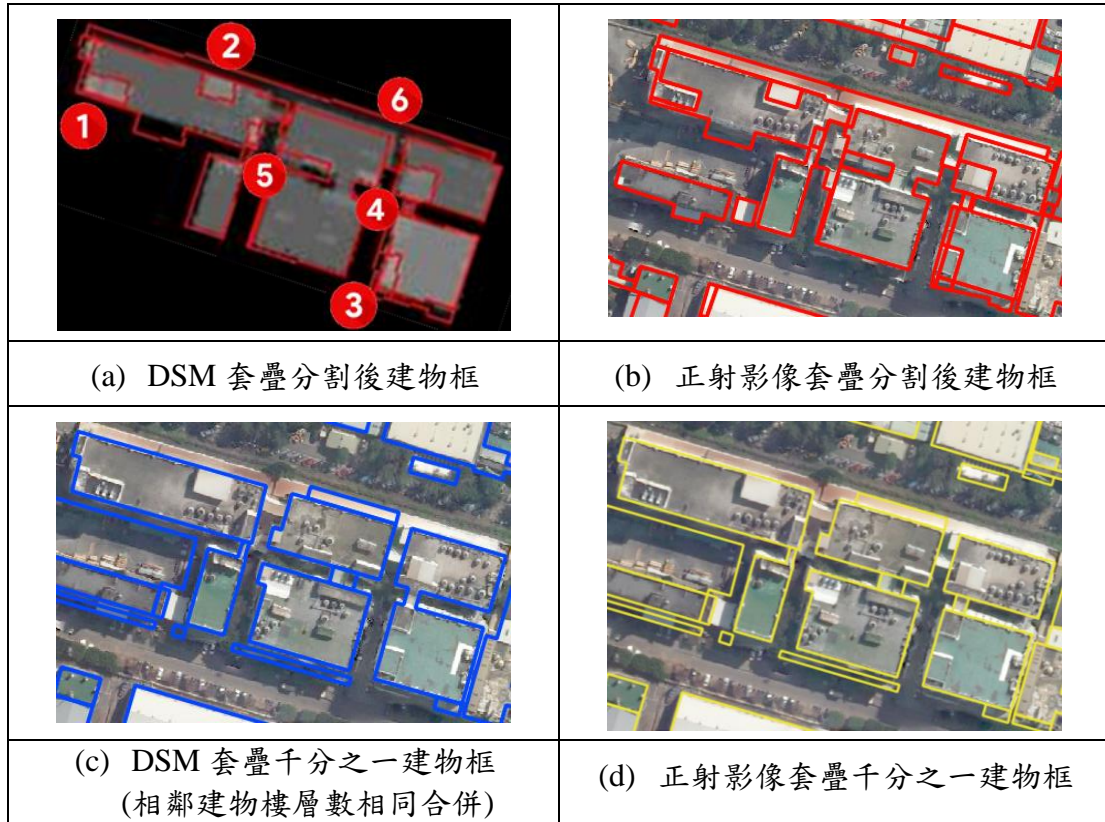 2
6
1
5
4
3
(a) DSM 套疊分割後建物框
(b) 正射影像套疊分割後建物框
(c) DSM 套疊千分之一建物框
(相鄰建物樓層數相同合併)
(d) 正射影像套疊千分之一建物框